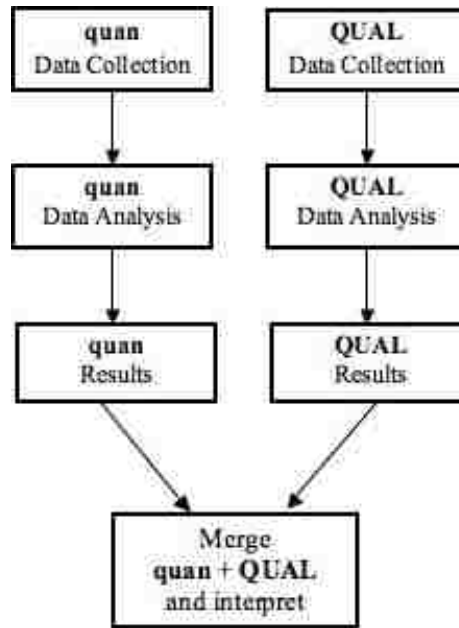 quan
Data Collection
QUAL
Data Collection
quan
Data Analysis
QUAL
Data Analysis
quan
Results
QUAL
Results
Merge
quan + QUAL
and interpret